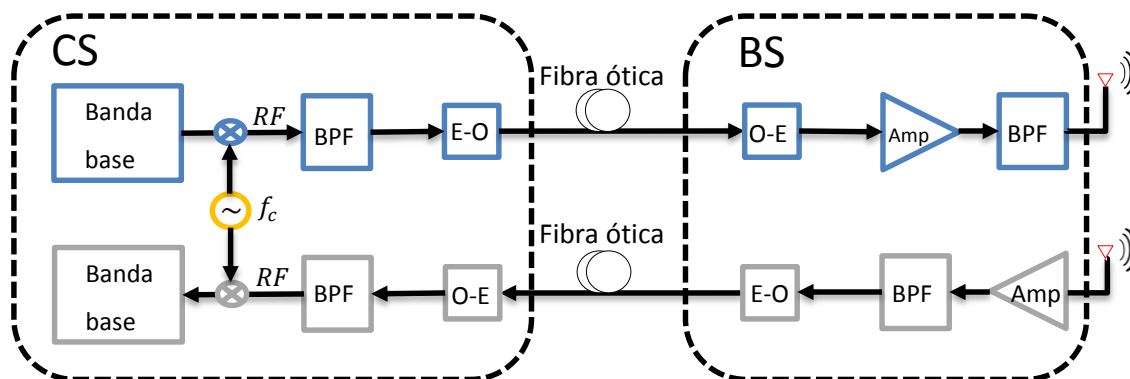 CS
BS
Fibra ótica
Banda
base
RF
BPF
E-O
O-E
Amp
BPF
~
f_c
Fibra ótica
Banda
base
RF
BPF
O-E
E-O
BPF
Amp